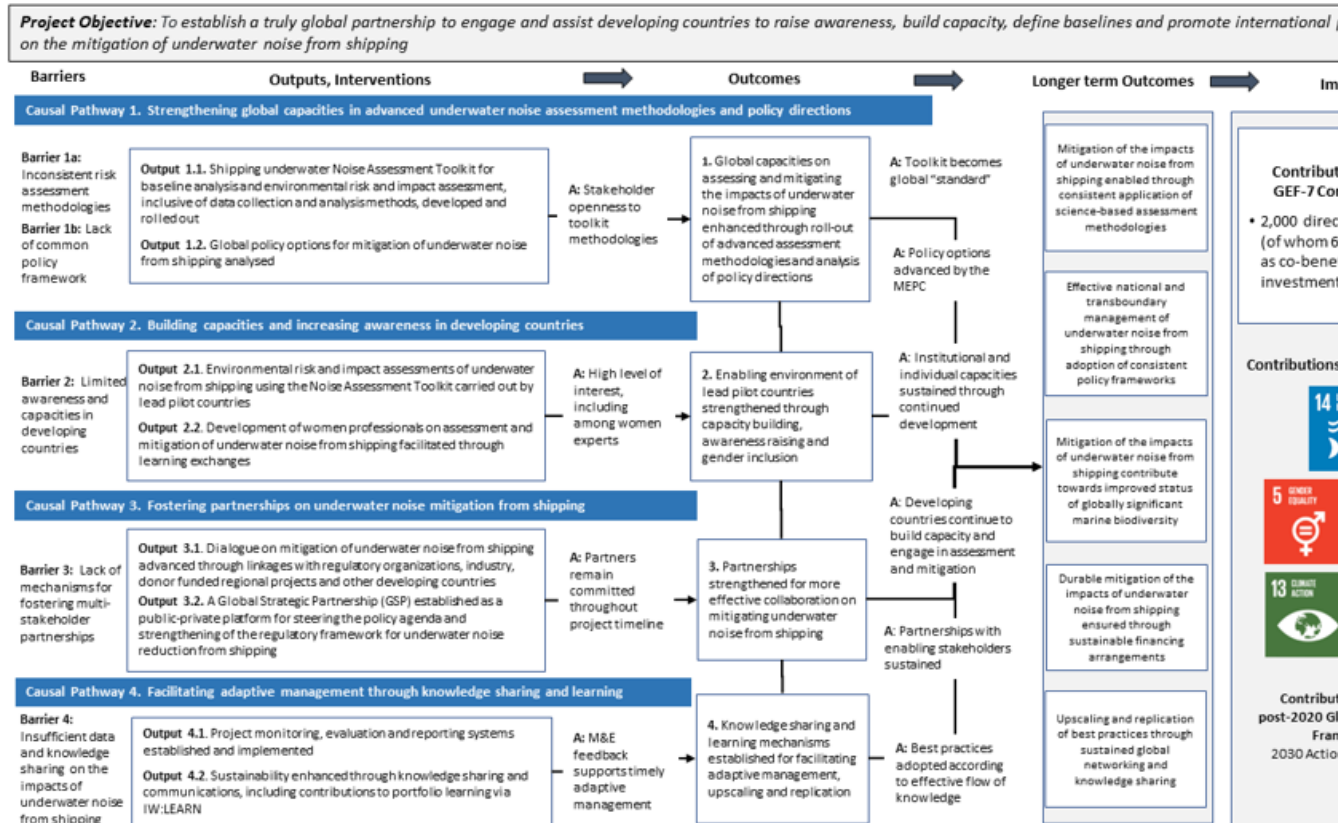 Project Objective: To establish a truly global partnership to engage and assist developing countries to raise awareness, build capacity, define baselines and promote international
on the mitigation of underwater noise from shipping
Barriers
Outputs, Interventions
Outcomes
Longer term Outcomes
Causal Pathway 1. Strengthening global capacities in advanced underwater noise assessment methodologies and policy directions
Barrier 1a:
Inconsistent risk
assessment
methodologies
Barrier 1b: Lack
of common
policy
framework
Output 1.1. Shipping underwater Noise Assessment Toolkit for
baseline analysis and environmental risk and impact assessment,
inclusive of data collection and analysis methods, developed and
rolled out
Output 1.2. Global policy options for mitigation of underwater noise
from shipping analysed
A: Stakeholder
openness to
toolkit
methodologies
1. Global capacities on
assessing and mitigating
the impacts of underwater
noise from shipping
enhanced through roll-out
of advanced assessment
methodologies and analysis
of policy directions
A: Toolkit becomes
global "standard"
A: Policy options
advanced by the
MEPC
Causal Pathway 2. Building capacities and increasing awareness in developing countries
Barrier 2: Limited
awareness and
capacities in
developing
countries
Output 2.1. Environmental risk and impact assessments of underwater
noise from shipping using the Noise Assessment Toolkit carried out by
lead pilot countries
Output 2.2. Development of women professionals on assessment and
mitigation of underwater noise from shipping facilitated through
learning exchanges
A: High level of
interest,
including
among women
experts
2. Enabling environment of
lead pilot countries
strengthened through
capacity building,
awareness raising and
gender inclusion
A: Institutional and
individual capacities
sustained through
continued
development
Causal Pathway 3. Fostering partnerships on underwater noise mitigation from shipping
Barrier 3: Lack of
mechanisms for
fostering multi-
stakeholder
partnerships
Output 3.1. Dialogue on mitigation of underwater noise from shipping
advanced through linkages with regulatory organizations, industry,
donor funded regional projects and other developing countries
Output 3.2. A Global Strategic Partnership (GSP) established as a
public-private platform for steering the policy agenda and
strengthening of the regulatory framework for underwater noise
reduction from shipping
A: Partners
remain
committed
throughout
project timeline
3. Partnerships
strengthened for more
effective collaboration on
mitigating underwater
noise from shipping
A: Developing
countries continue to
build capacity and
engage in assessment
and mitigation
A: Partnerships with
enabling stakeholders
sustained
Causal Pathway 4. Facilitating adaptive management through knowledge sharing and learning
Barrier 4:
Insufficient data
and knowledge
sharing on the
impacts of
underwater noise
from shipping
Output 4.1. Project monitoring, evaluation and reporting systems
established and implemented
Output 4.2. Sustainability enhanced through knowledge sharing and
communications, including contributions to portfolio learning via
IW:LEARN
A: M&E
feedback
supports timely
adaptive
management
4. Knowledge sharing and
learning mechanisms
established for facilitating
adaptive management,
upscaling and replication
A: Best practices
adopted according
to effective flow of
knowledge
Mitigation of the impacts
of underwater noise from
shipping enabled through
consistent application of
science-based assessment
methodologies
Effective national and
transboundary
management of
underwater noise from
shipping through
adoption of consistent
policy frameworks
Mitigation of the impacts
of underwater noise from
shipping contribute
towards improved status
of globally significant
marine biodiversity
Durable mitigation of the
impacts of underwater
noise from shipping
ensured through
sustainable financing
arrangements
Upscaling and replication
of best practices through
sustained global
networking and
knowledge sharing
Im
Contribut
GEF-7 Co
• 2,000 direc
(of whom 6
as co-bene
investment
Contributions
14
5 GENDER
EQUALITY
13 CLIMATE
ACTION
Contribut
post-2020 Gl
Fran
2030 Actio